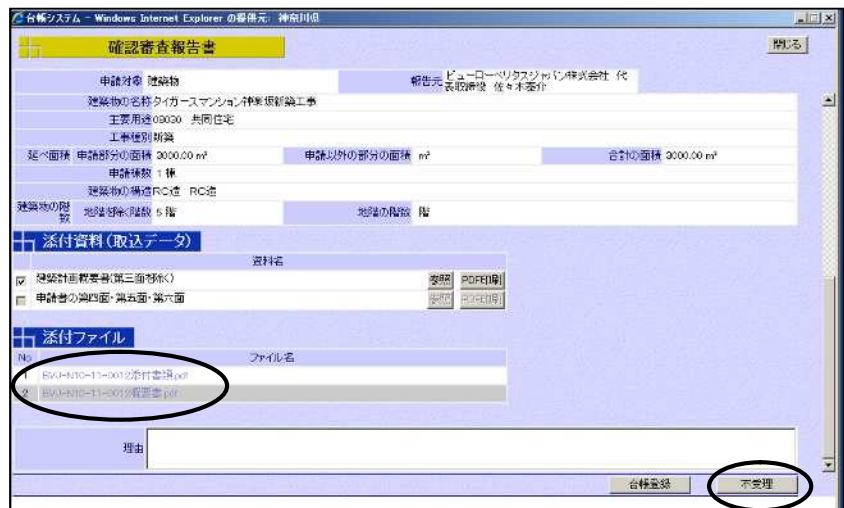 台帳システム - Windows Internet Explorer の提供元: 神奈川県
確認審査報告書
閉じる
申請対象 建築物
報告元 ビューローベリタスジャパン株式会社 代
表取締役 佐々木泰介
建築物の名称 タイガースマンション神楽坂新築工事
主要用途 08030 共同住宅
工事種別 新築
延べ面積 申請部分の面積 3000.00 m² 申請以外の部分の面積 m² 合計の面積 3000.00 m²
申請棟数 1 棟
建築物の構造 RC造 RC造
建築物の階数 地階を除く階数 5 階 地階の階数 階
添付資料(取込データ)
資料名
建築計画概要書(第三面を除く) 参照 PDF印刷
申請書の第四面・第五面・第六面 参照 PDF印刷
添付ファイル
No ファイル名
1 BVJ-N10-11-0012添付書類.pdf
2 BVJ-N10-11-0012概要書.pdf
理由
台帳登録 不受理